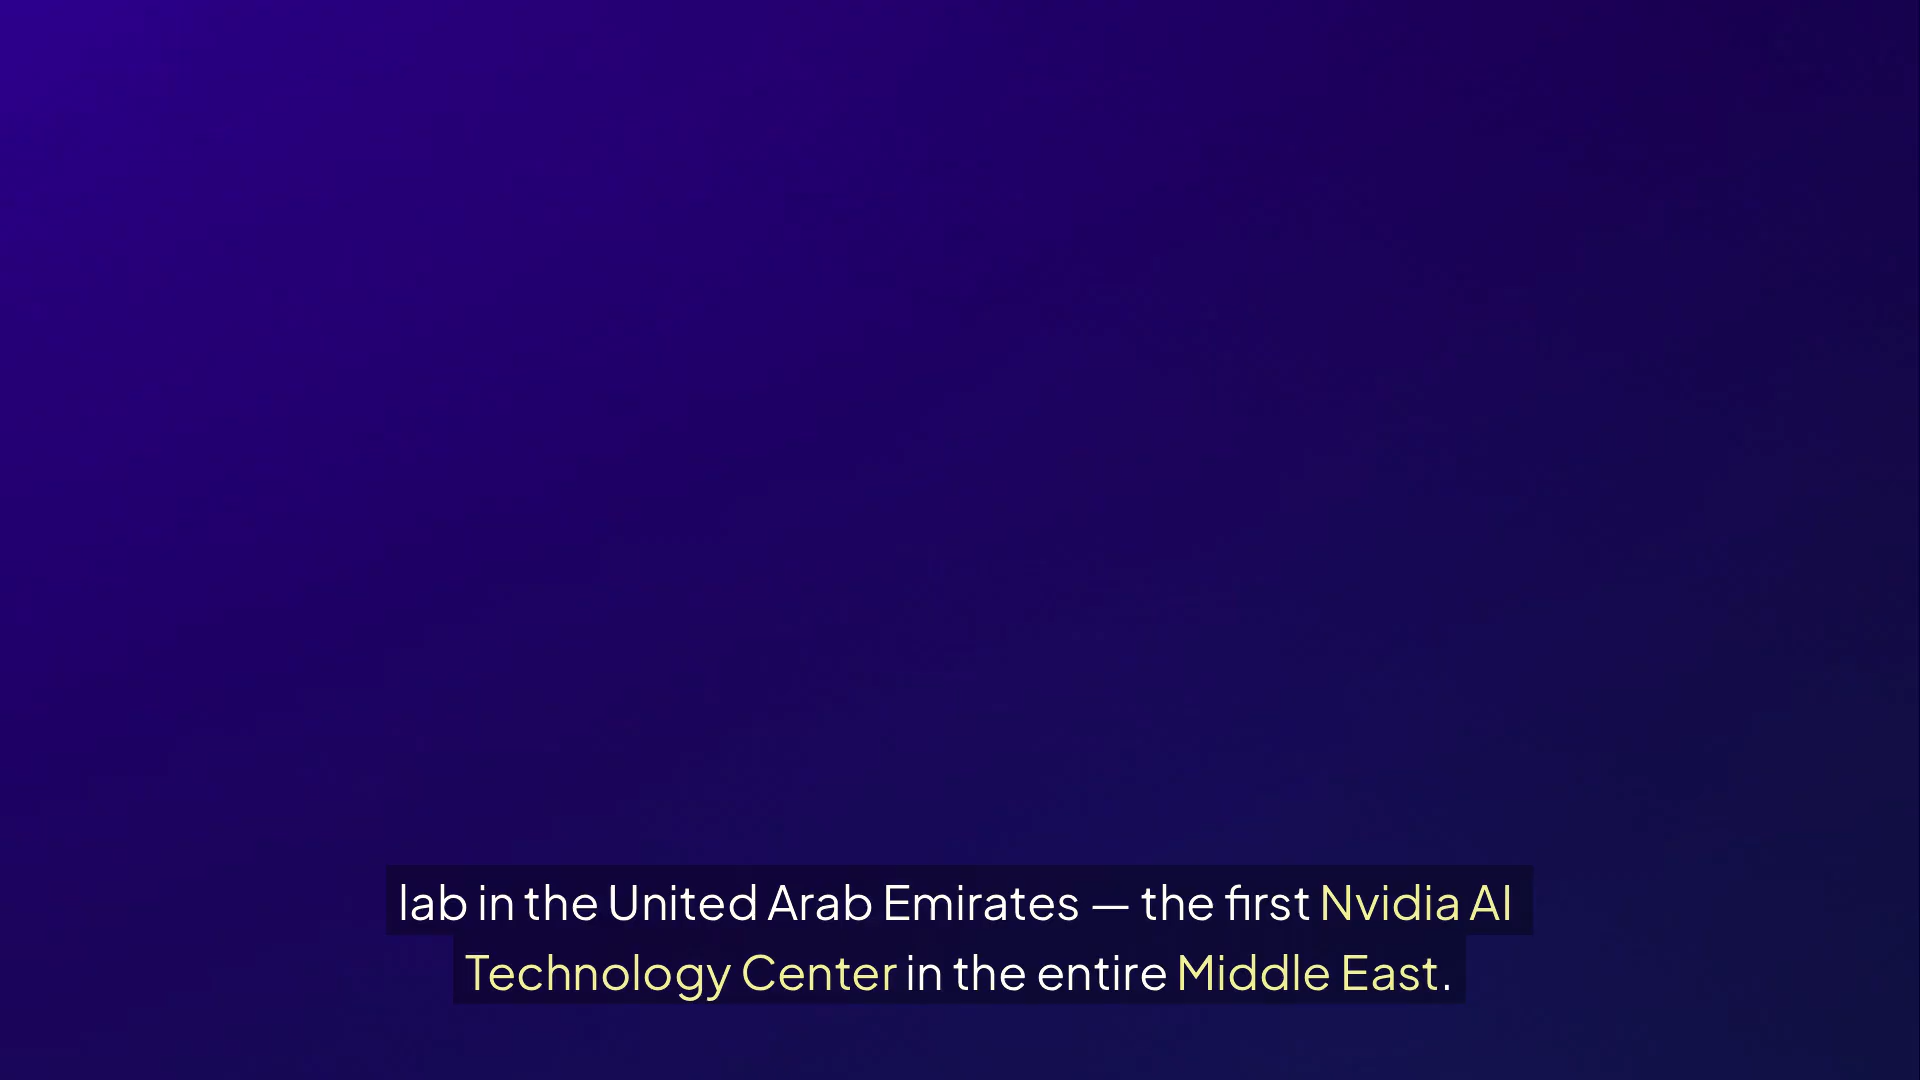 lab in the United Arab Emirates — the first Nvidia AI
Technology Center in the entire Middle East.